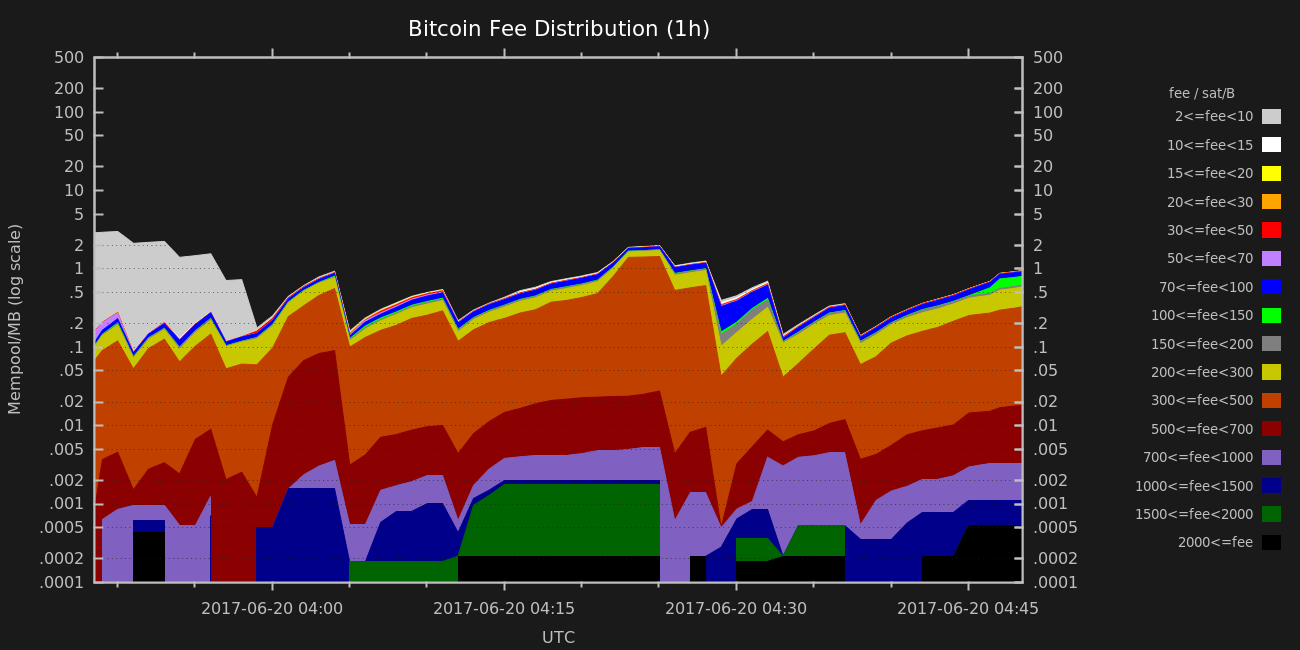 Bitcoin Fee Distribution (1h)
500 500
200 200
100 100
50 50
20 20
10 10
5 5
2 2
1 1
.5 .5
.2 .2
.1 .1
.05 .05
.02 .02
.01 .01
.005 .005
.002 .002
.001 .001
.0005 .0005
.0002 .0002
.0001 .0001
Mempool/MB (log scale)
2017-06-20 04:00 2017-06-20 04:15 2017-06-20 04:30 2017-06-20 04:45
UTC
fee / sat/B
2<=fee<10
10<=fee<15
15<=fee<20
20<=fee<30
30<=fee<50
50<=fee<70
70<=fee<100
100<=fee<150
150<=fee<200
200<=fee<300
300<=fee<500
500<=fee<700
700<=fee<1000
1000<=fee<1500
1500<=fee<2000
2000<=fee